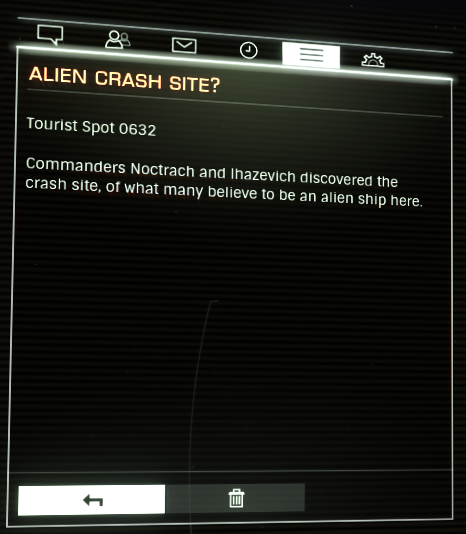 ALIEN CRASH SITE?
Tourist Spot 0632
Commanders Noctrach and Ihazevich discovered the
crash site, of what many believe to be an alien ship here.